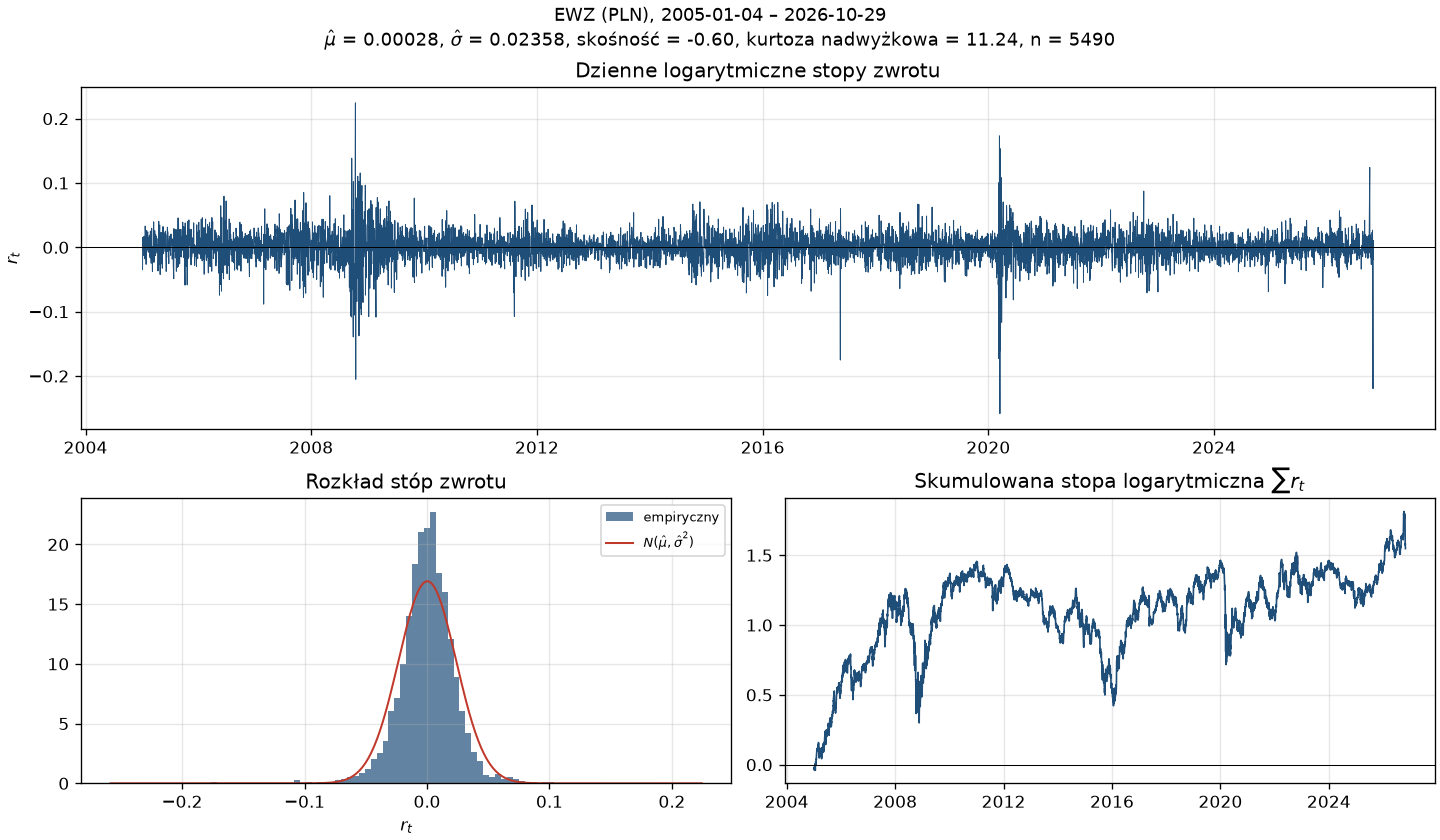 EWZ (PLN), 2005-01-04 – 2026-10-29
μ̂ = 0.00028, σ̂ = 0.02358, skośność = -0.60, kurtoza nadwyżkowa = 11.24, n = 5490
Dzienne logarytmiczne stopy zwrotu
0.2
0.1
0.0
−0.1
−0.2
r_t
2004 2008 2012 2016 2020 2024
Rozkład stóp zwrotu
empiryczny
N(μ̂, σ̂²)
20
15
10
5
0
−0.2 −0.1 0.0 0.1 0.2
r_t
Skumulowana stopa logarytmiczna ∑r_t
1.5
1.0
0.5
0.0
2004 2008 2012 2016 2020 2024